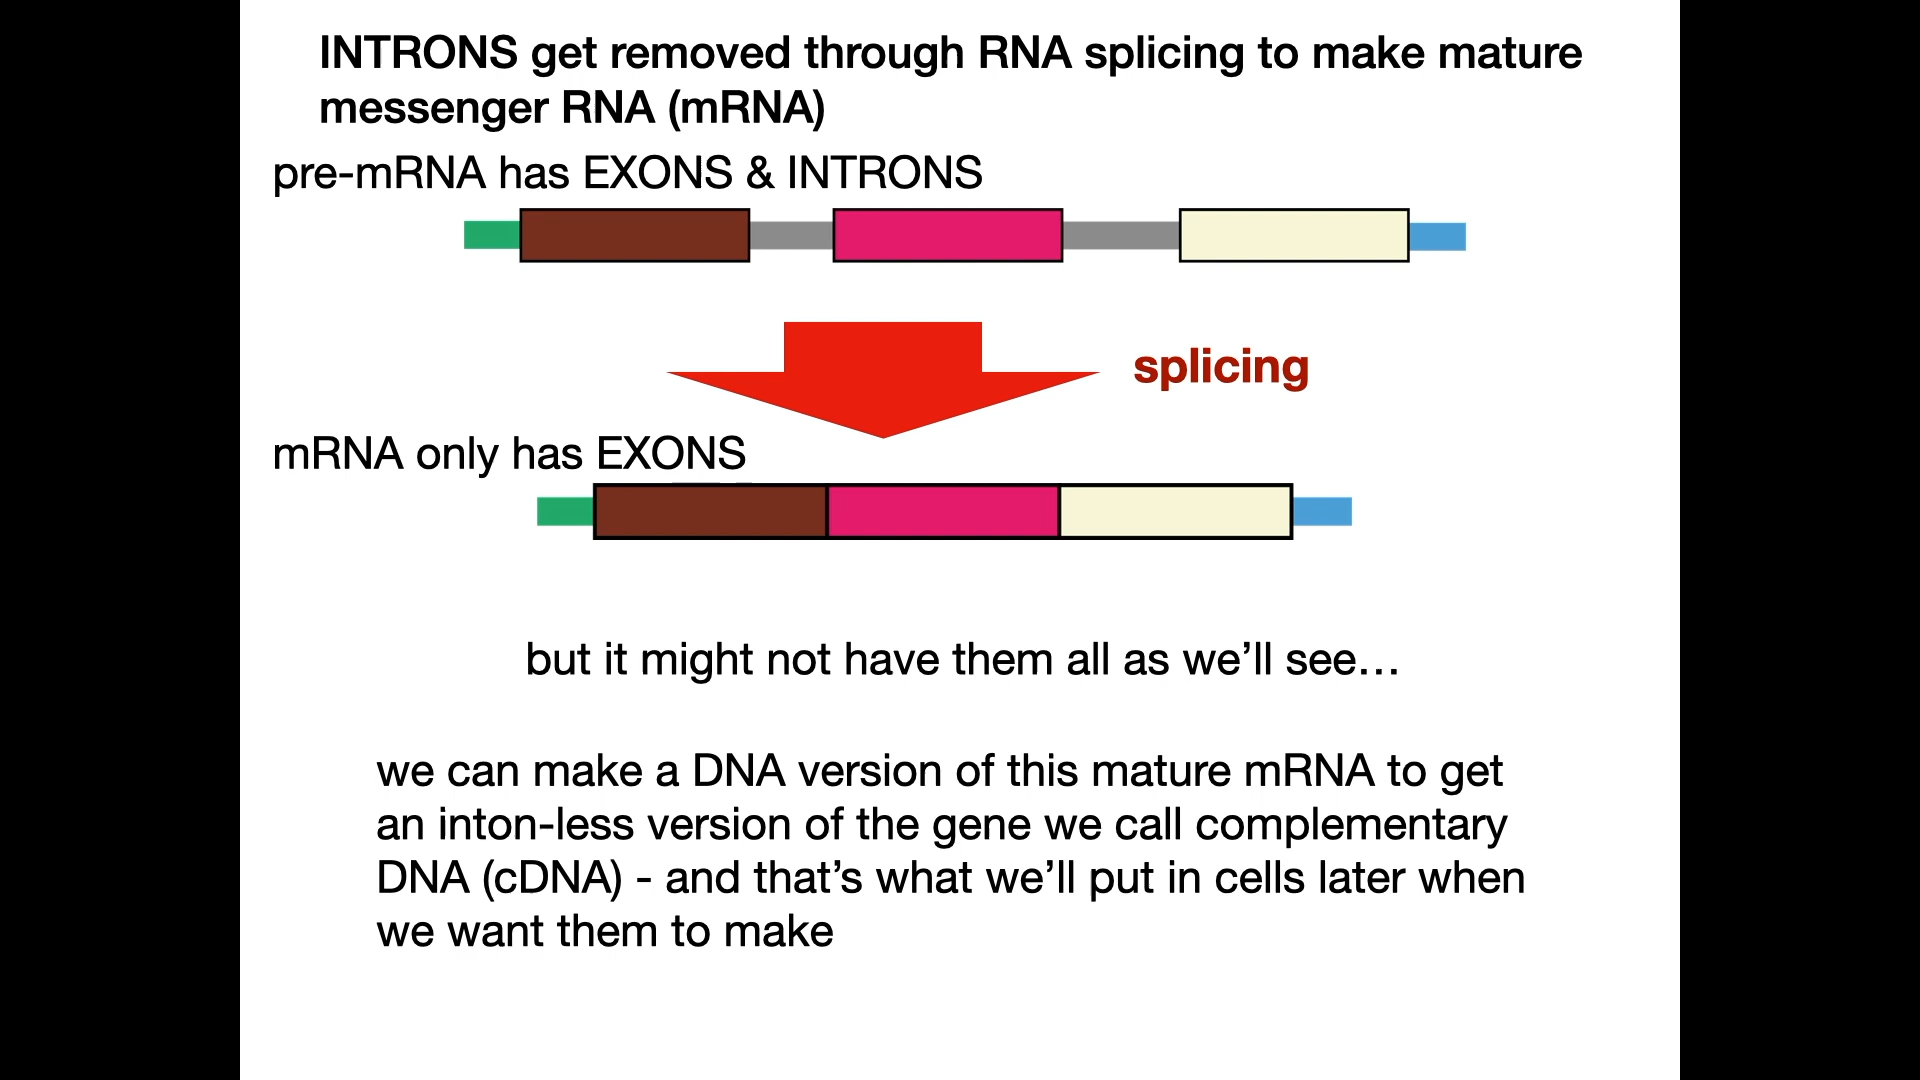 INTRONS get removed through RNA splicing to make mature
messenger RNA (mRNA)
pre-mRNA has EXONS & INTRONS
splicing
mRNA only has EXONS
but it might not have them all as we’ll see…
we can make a DNA version of this mature mRNA to get
an inton-less version of the gene we call complementary
DNA (cDNA) - and that’s what we’ll put in cells later when
we want them to make